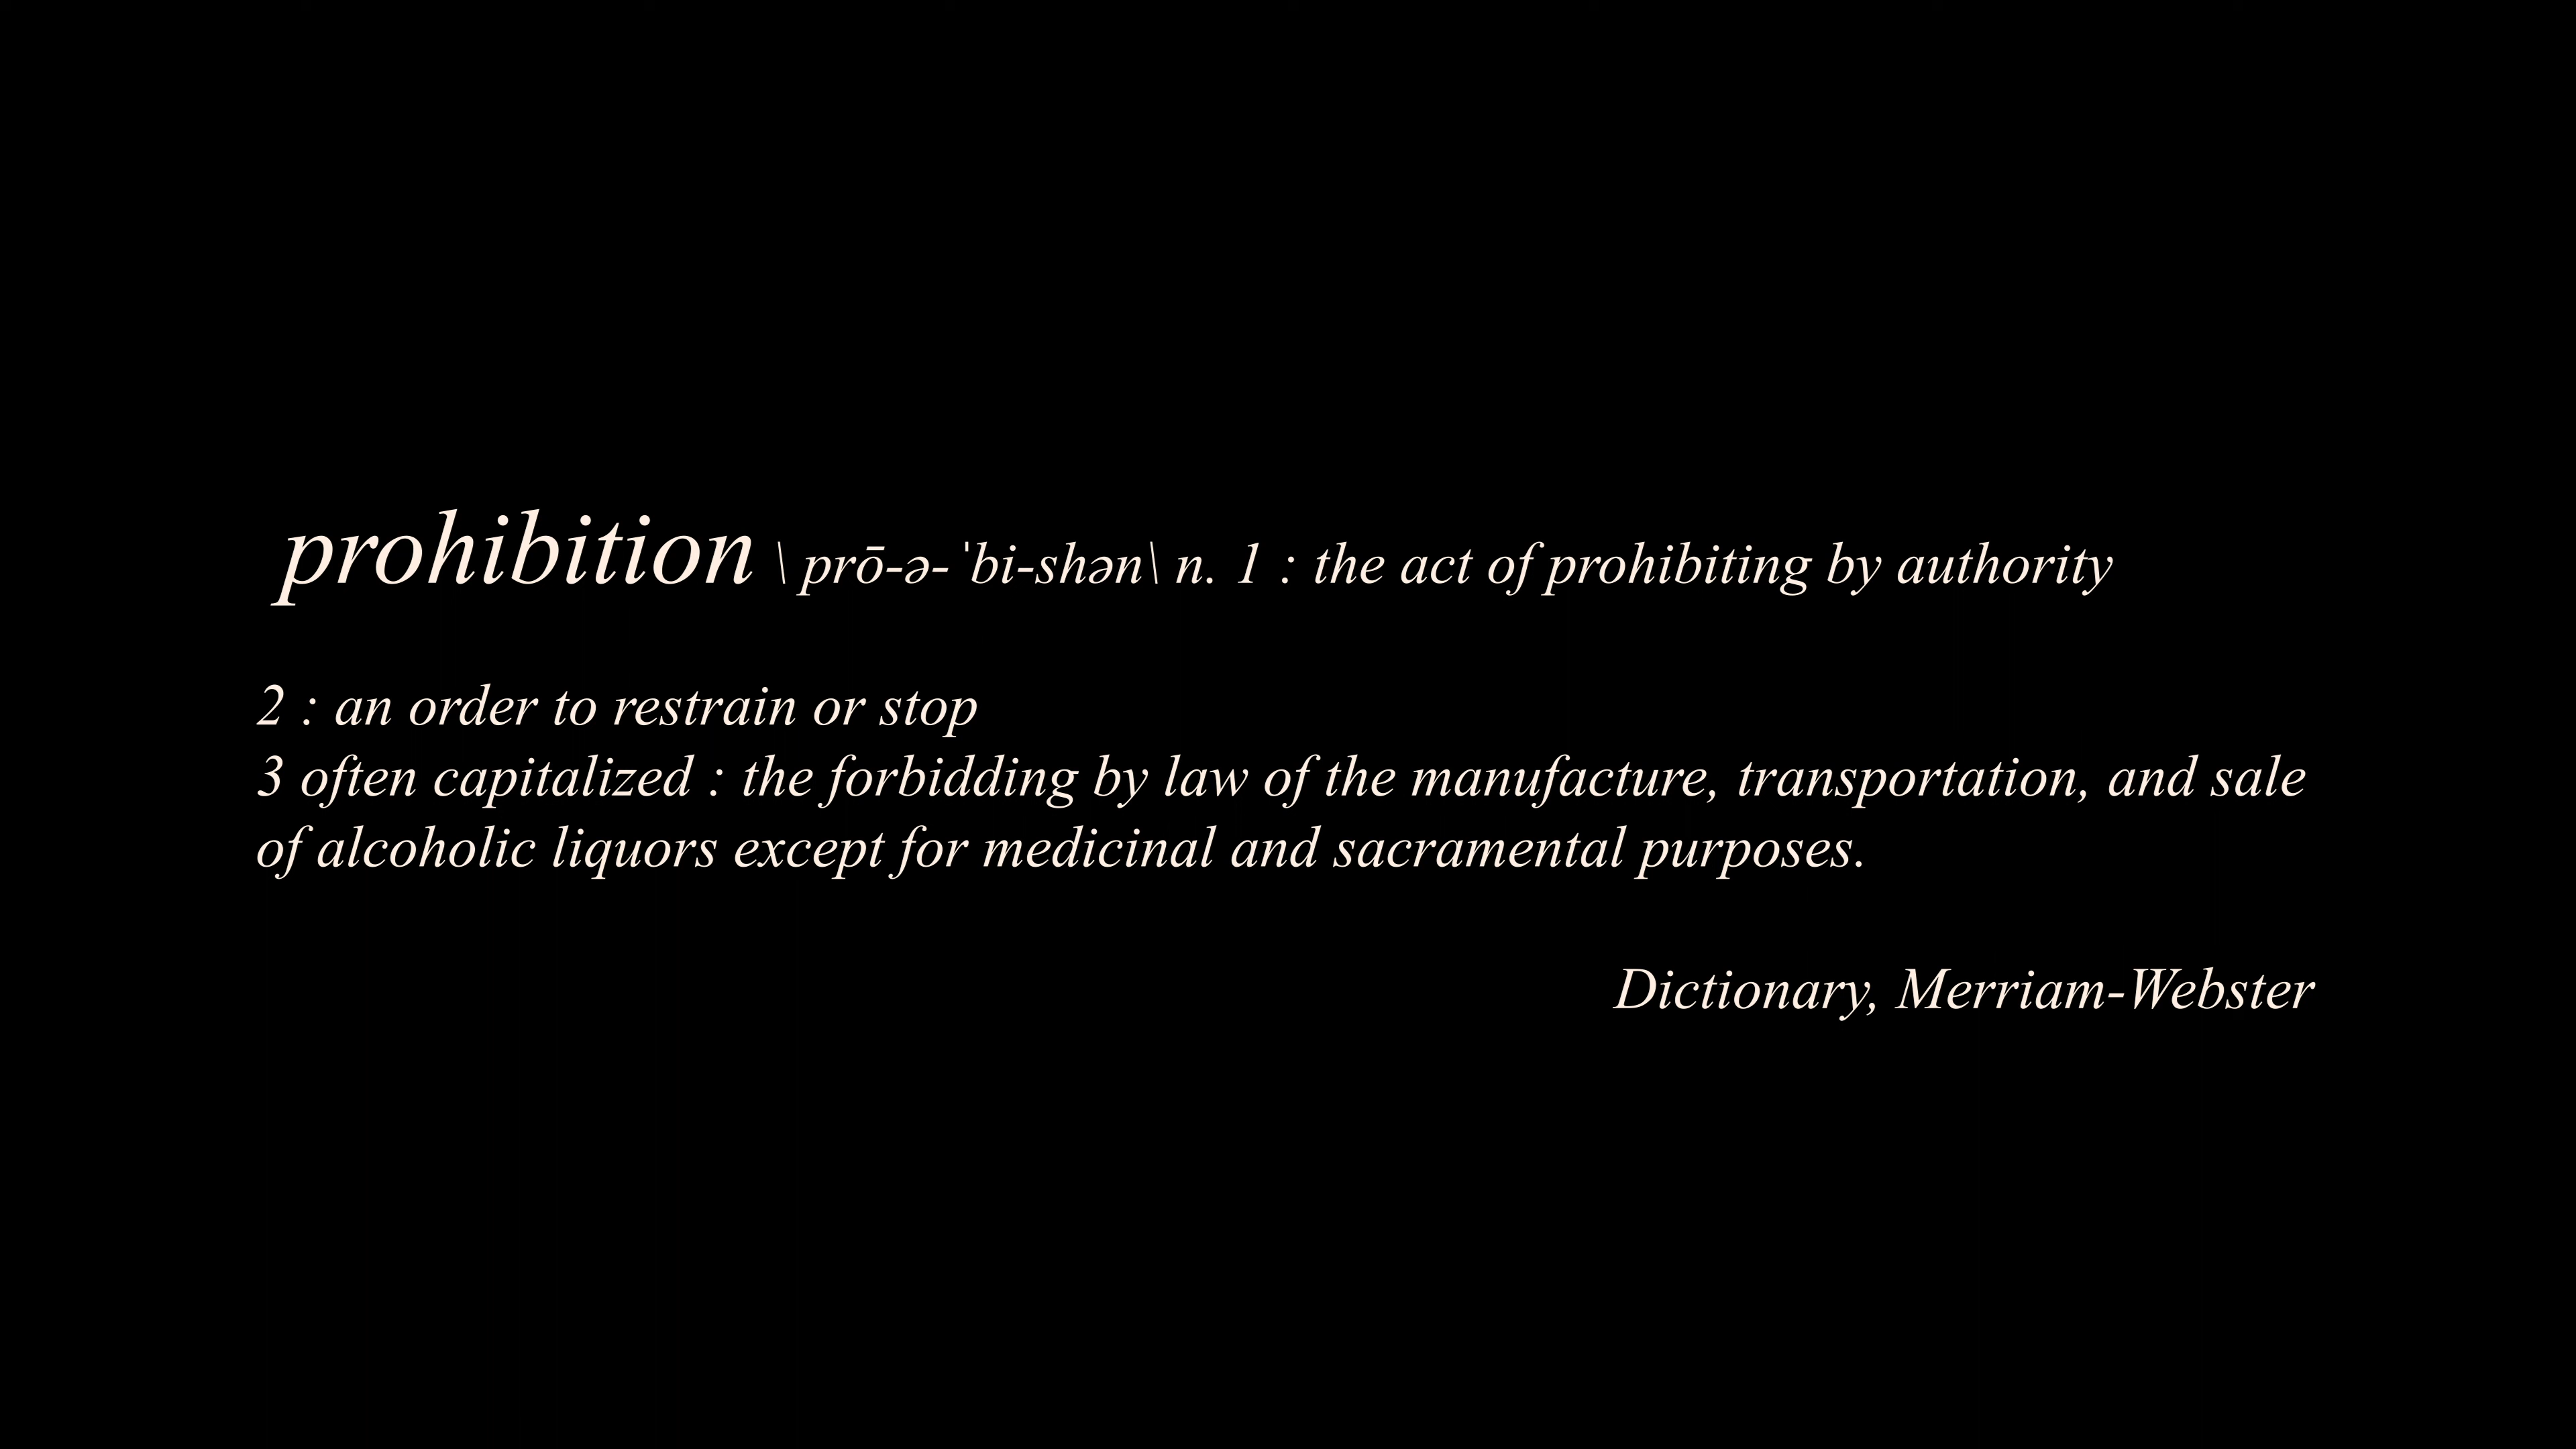 prohibition \ prō-ə-ˈbi-shən\ n. 1 : the act of prohibiting by authority
2 : an order to restrain or stop
3 often capitalized : the forbidding by law of the manufacture, transportation, and sale
of alcoholic liquors except for medicinal and sacramental purposes.
Dictionary, Merriam-Webster